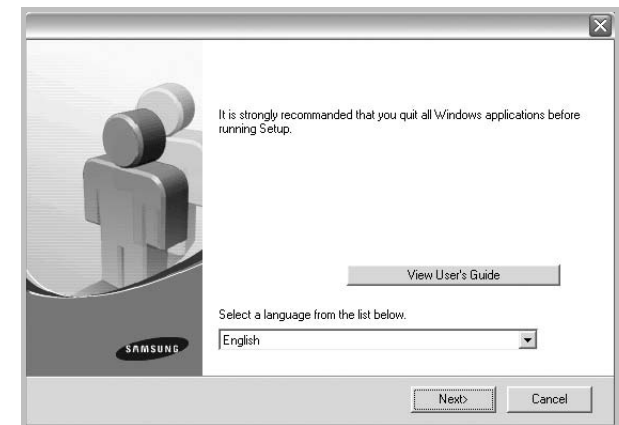 It is strongly recommanded that you quit all Windows applications before
running Setup.
View User's Guide
Select a language from the list below.
English
SAMSUNG
Next>
Cancel